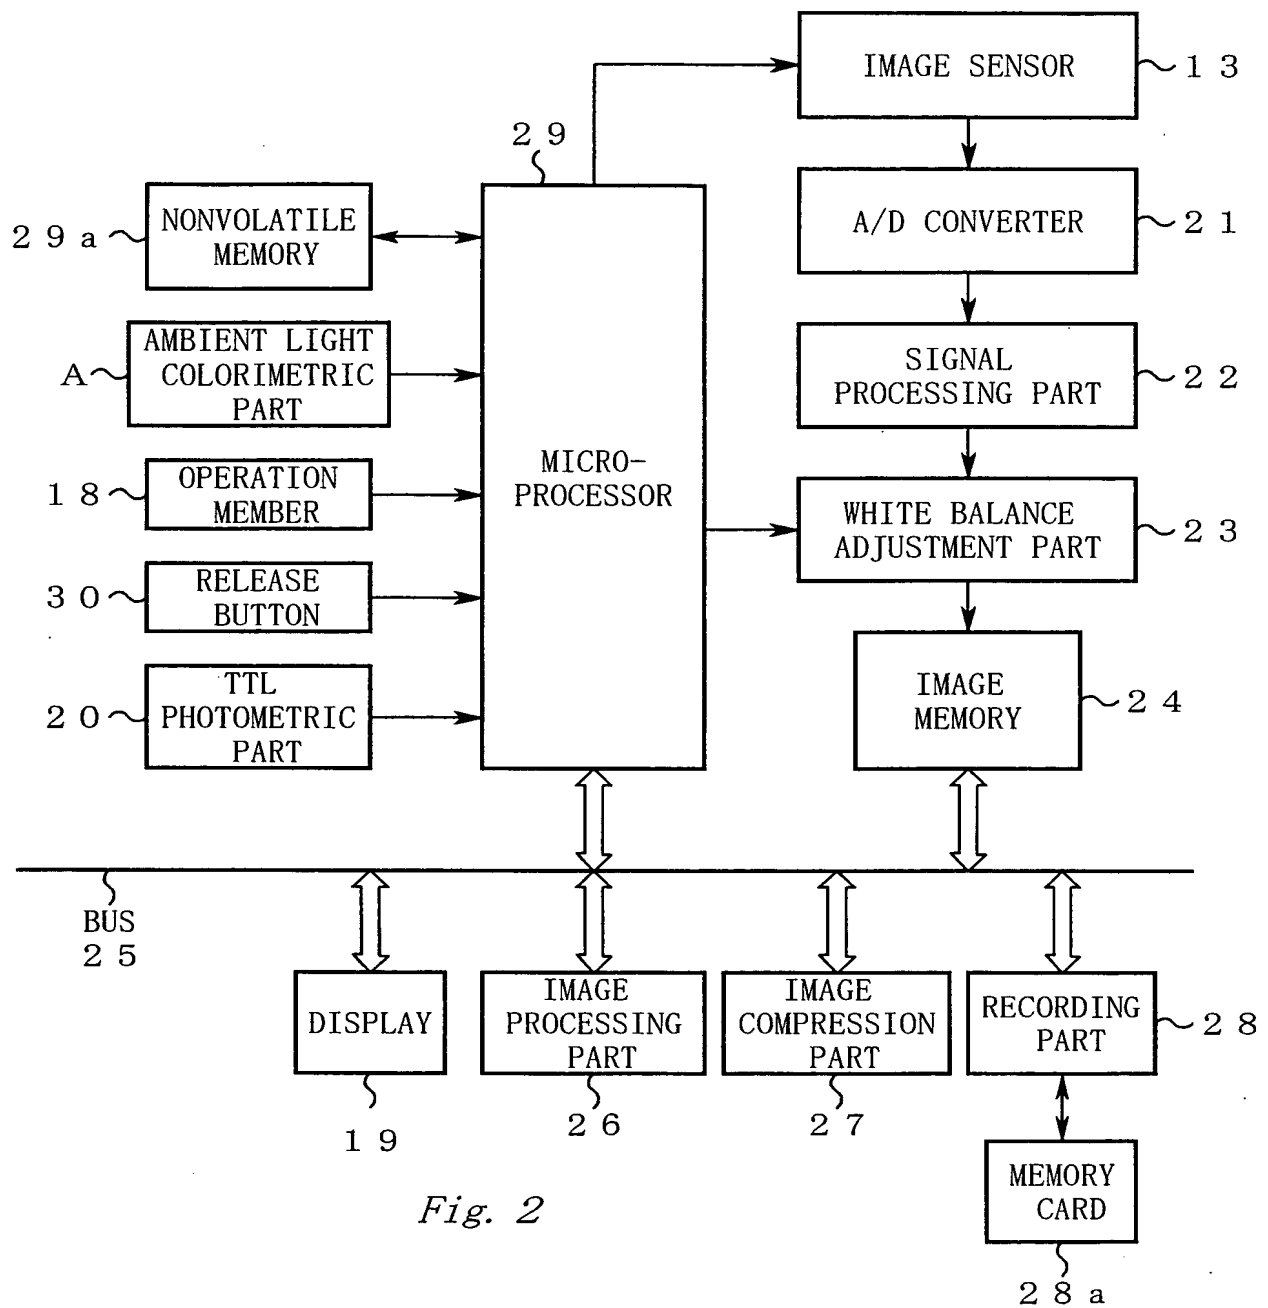 IMAGE SENSOR
13
29
NONVOLATILE
MEMORY
29a
A/D CONVERTER
21
AMBIENT LIGHT
COLORIMETRIC
PART
A
SIGNAL
PROCESSING PART
22
MICRO-
PROCESSOR
OPERATION
MEMBER
18
WHITE BALANCE
ADJUSTMENT PART
23
RELEASE
BUTTON
30
TTL
PHOTOMETRIC
PART
20
IMAGE
MEMORY
24
BUS
25
DISPLAY
19
IMAGE
PROCESSING
PART
26
IMAGE
COMPRESSION
PART
27
RECORDING
PART
28
MEMORY
CARD
28a
Fig. 2